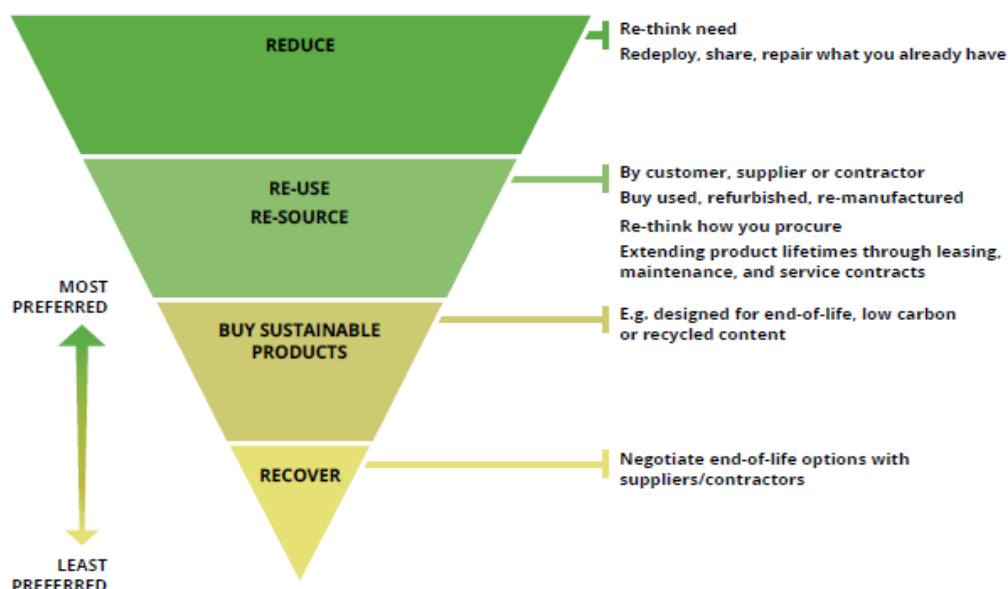 REDUCE
Re-think need
Redeploy, share, repair what you already have
RE-USE
RE-SOURCE
By customer, supplier or contractor
Buy used, refurbished, re-manufactured
Re-think how you procure
Extending product lifetimes through leasing,
maintenance, and service contracts
MOST
PREFERRED
BUY SUSTAINABLE
PRODUCTS
E.g. designed for end-of-life, low carbon
or recycled content
RECOVER
Negotiate end-of-life options with
suppliers/contractors
LEAST
PREFERRED